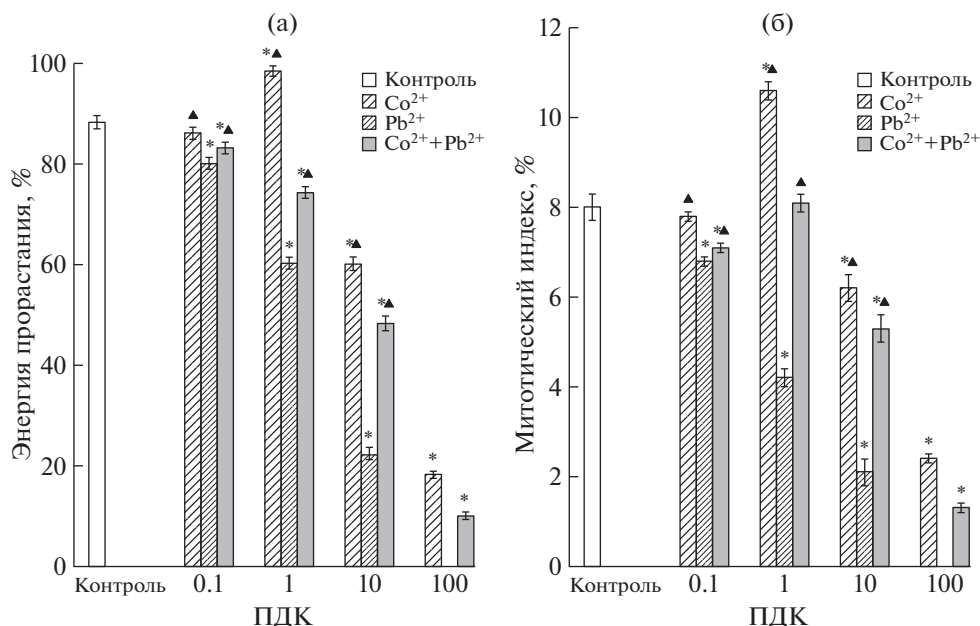 (а)
Энергия прорастания, %
100
80
60
40
20
0
Контроль
Co²⁺
Pb²⁺
Co²⁺+Pb²⁺
*▲
▲
*
*▲
*▲
*
*▲
*
*
*
Контроль 0.1 1 10 100
ПДК
(б)
Митотический индекс, %
12
10
8
6
4
2
0
Контроль
Co²⁺
Pb²⁺
Co²⁺+Pb²⁺
*▲
▲
▲
*
*▲
*▲
*▲
*
*
*
*
Контроль 0.1 1 10 100
ПДК